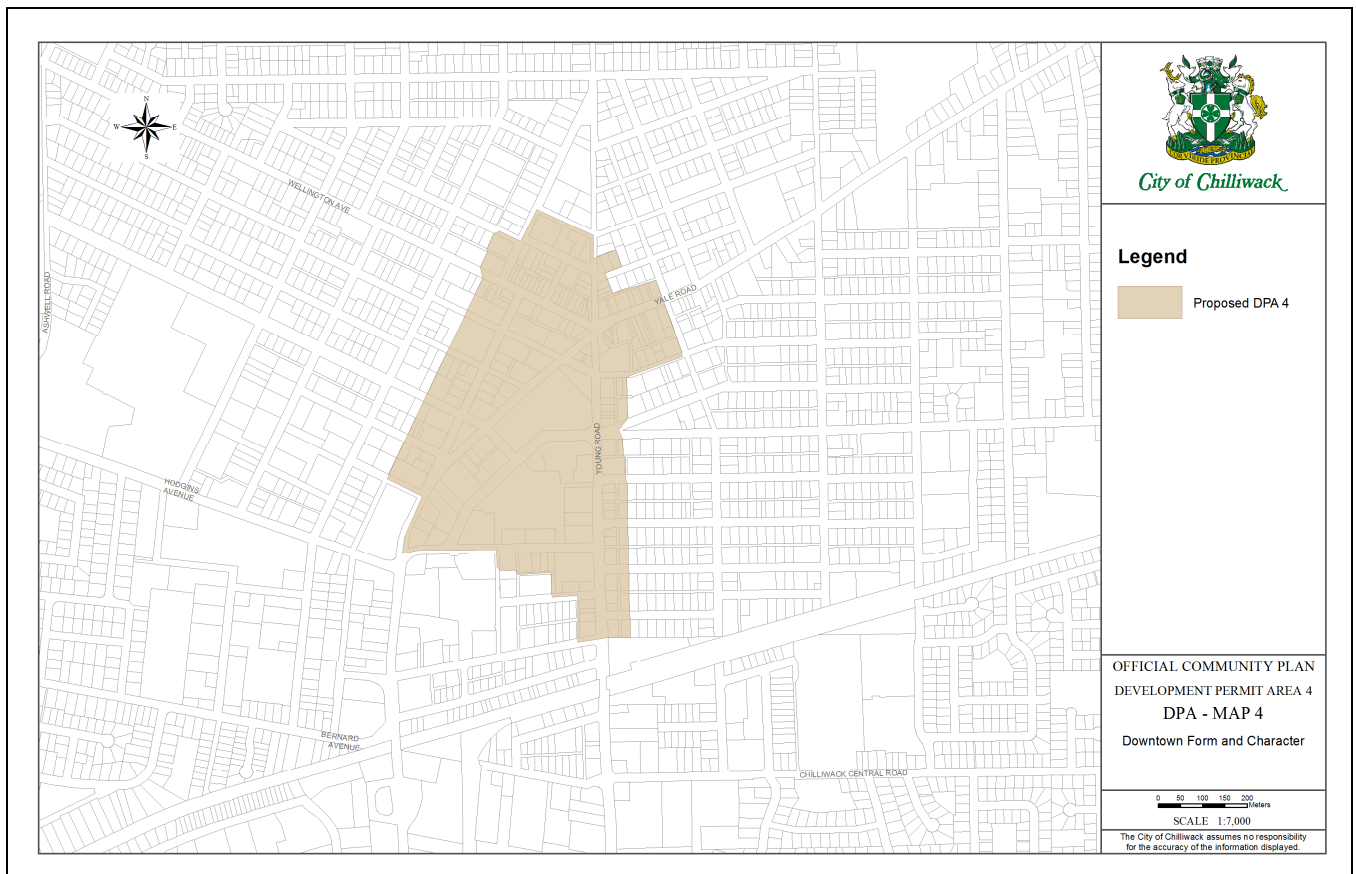 N
W
E
S
WELLINGTON AVE
ASHWELL ROAD
YALE ROAD
YOUNG ROAD
HODGINS
AVENUE
BERNARD
AVENUE
CHILLIWACK CENTRAL ROAD
COR VIRIDE PROVINCIAE
City of Chilliwack
Legend
Proposed DPA 4
OFFICIAL COMMUNITY PLAN
DEVELOPMENT PERMIT AREA 4
DPA - MAP 4
Downtown Form and Character
0 50 100 150 200
Meters
SCALE 1:7,000
The City of Chilliwack assumes no responsibility
for the accuracy of the information displayed.